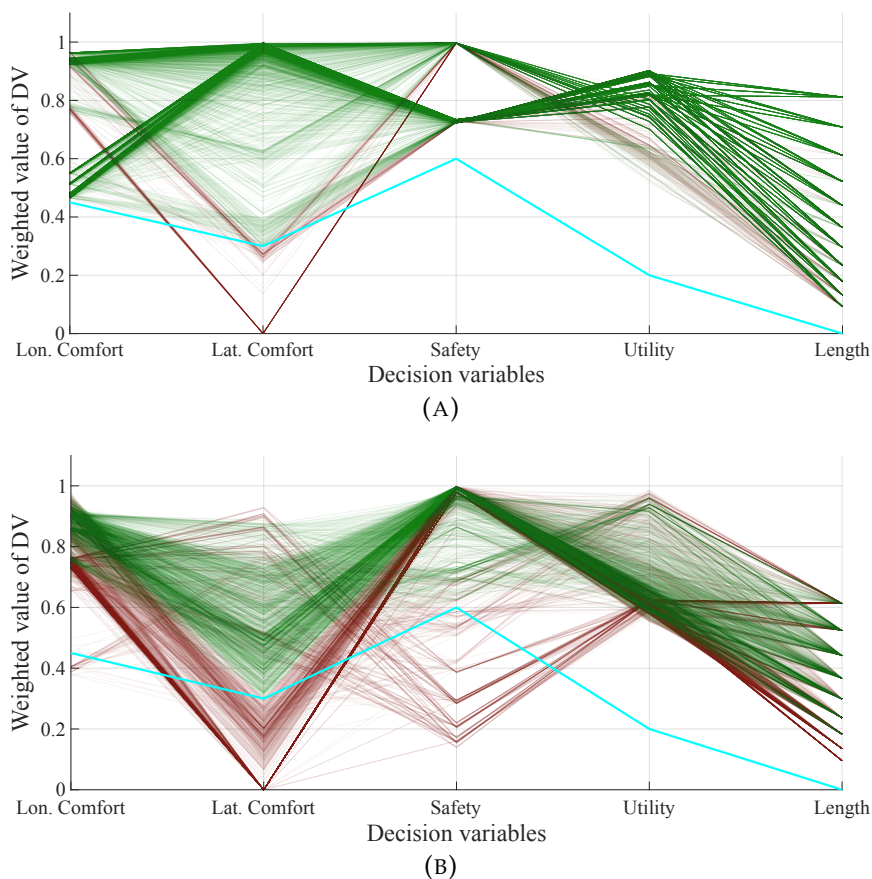 Weighted value of DV
1
0.8
0.6
0.4
0.2
0
Lon. Comfort Lat. Comfort Safety Utility Length
Decision variables
(A)
Weighted value of DV
1
0.8
0.6
0.4
0.2
0
Lon. Comfort Lat. Comfort Safety Utility Length
Decision variables
(B)